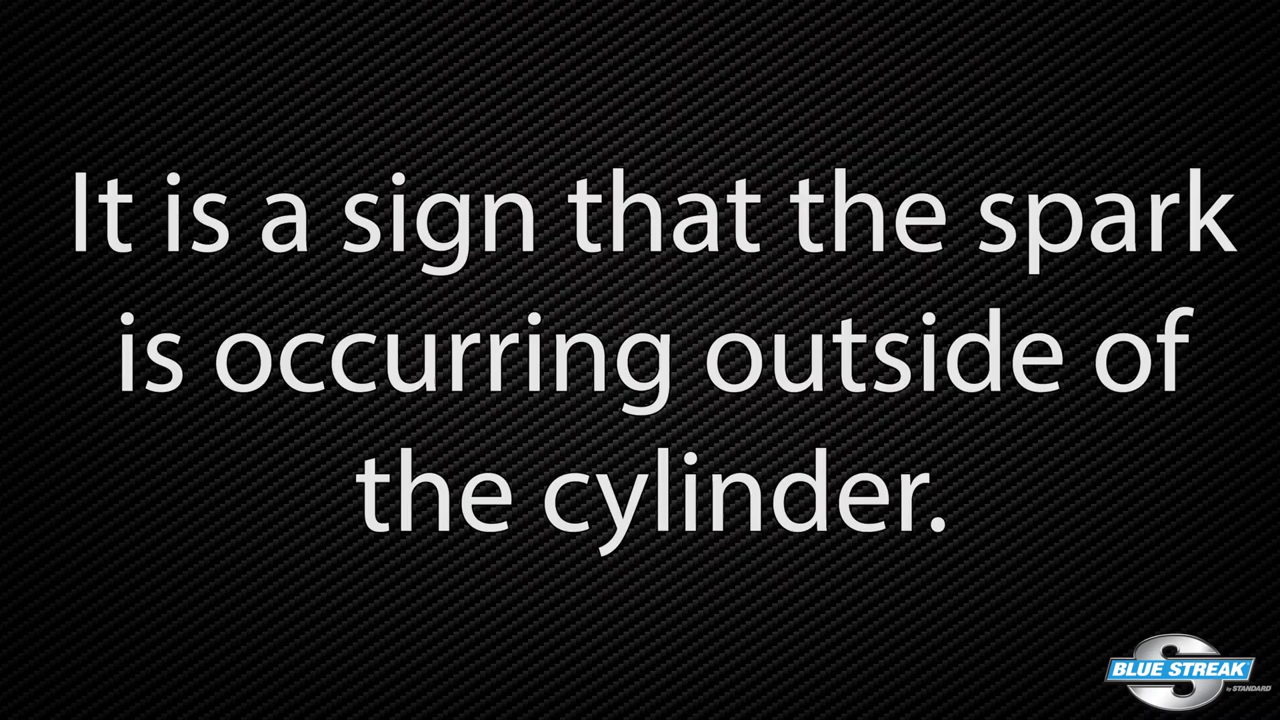 It is a sign that the spark
is occurring outside of
the cylinder.
S
BLUE STREAK
by STANDARD